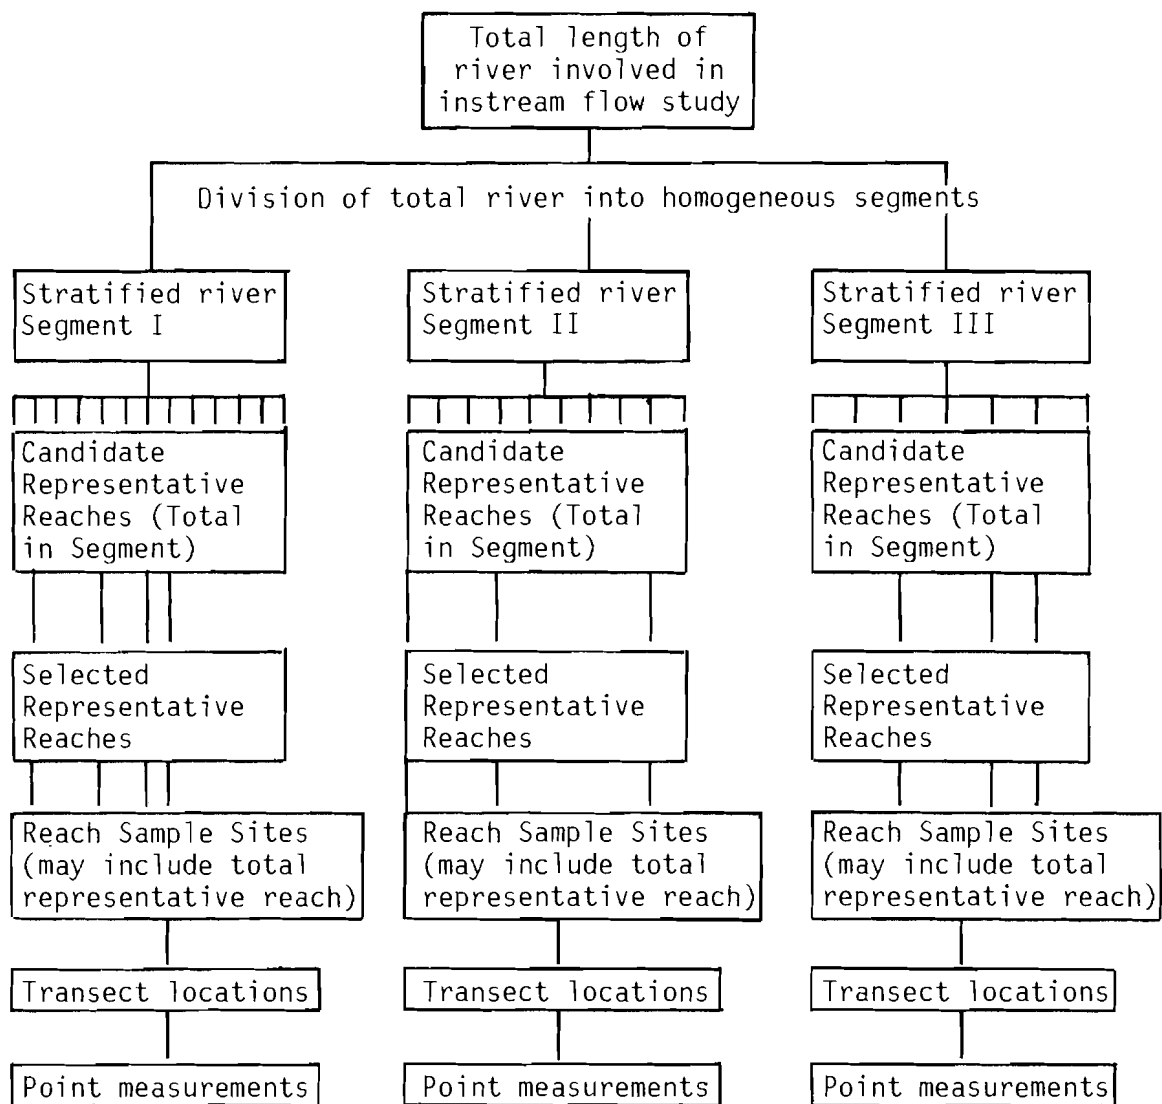 Total length of
river involved in
instream flow study
Division of total river into homogeneous segments
Stratified river
Segment I
Stratified river
Segment II
Stratified river
Segment III
Candidate
Representative
Reaches (Total
in Segment)
Candidate
Representative
Reaches (Total
in Segment)
Candidate
Representative
Reaches (Total
in Segment)
Selected
Representative
Reaches
Selected
Representative
Reaches
Selected
Representative
Reaches
Reach Sample Sites
(may include total
representative reach)
Reach Sample Sites
(may include total
representative reach)
Reach Sample Sites
(may include total
representative reach)
Transect locations
Transect locations
Transect locations
Point measurements
Point measurements
Point measurements